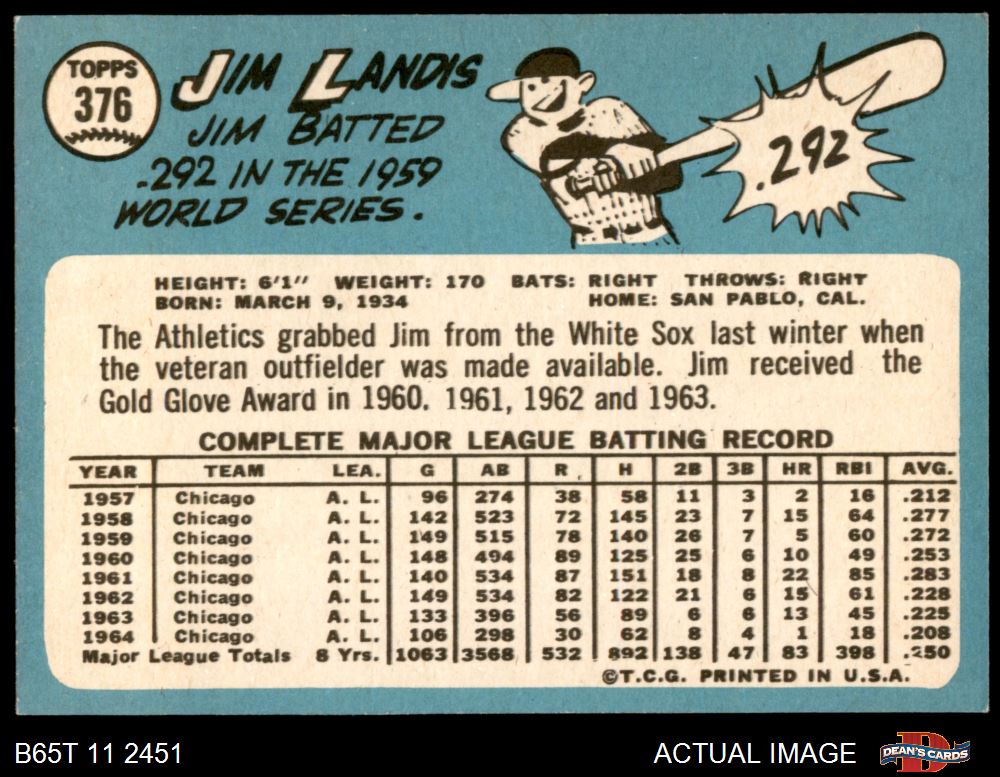 TOPPS
376
JIM LANDIS
JIM BATTED
.292 IN THE 1959
WORLD SERIES.
.292
HEIGHT: 6'1" WEIGHT: 170 BATS: RIGHT THROWS: RIGHT
BORN: MARCH 9, 1934 HOME: SAN PABLO, CAL.
The Athletics grabbed Jim from the White Sox last winter when
the veteran outfielder was made available. Jim received the
Gold Glove Award in 1960. 1961, 1962 and 1963.
COMPLETE MAJOR LEAGUE BATTING RECORD
YEAR TEAM LEA. G AB R H 2B 3B HR RBI AVG.
1957 Chicago A. L. 96 274 38 58 11 3 2 16 .212
1958 Chicago A. L. 142 523 72 145 23 7 15 64 .277
1959 Chicago A. L. 149 515 78 140 26 7 5 60 .272
1960 Chicago A. L. 148 494 89 125 25 6 10 49 .253
1961 Chicago A. L. 140 534 87 151 18 8 22 85 .283
1962 Chicago A. L. 149 534 82 122 21 6 15 61 .228
1963 Chicago A. L. 133 396 56 89 6 6 13 45 .225
1964 Chicago A. L. 106 298 30 62 8 4 1 18 .208
Major League Totals 8 Yrs. 1063 3568 532 892 138 47 83 398 .250
©T.C.G. PRINTED IN U.S.A.
B65T 11 2451 ACTUAL IMAGE DEAN'S CARDS